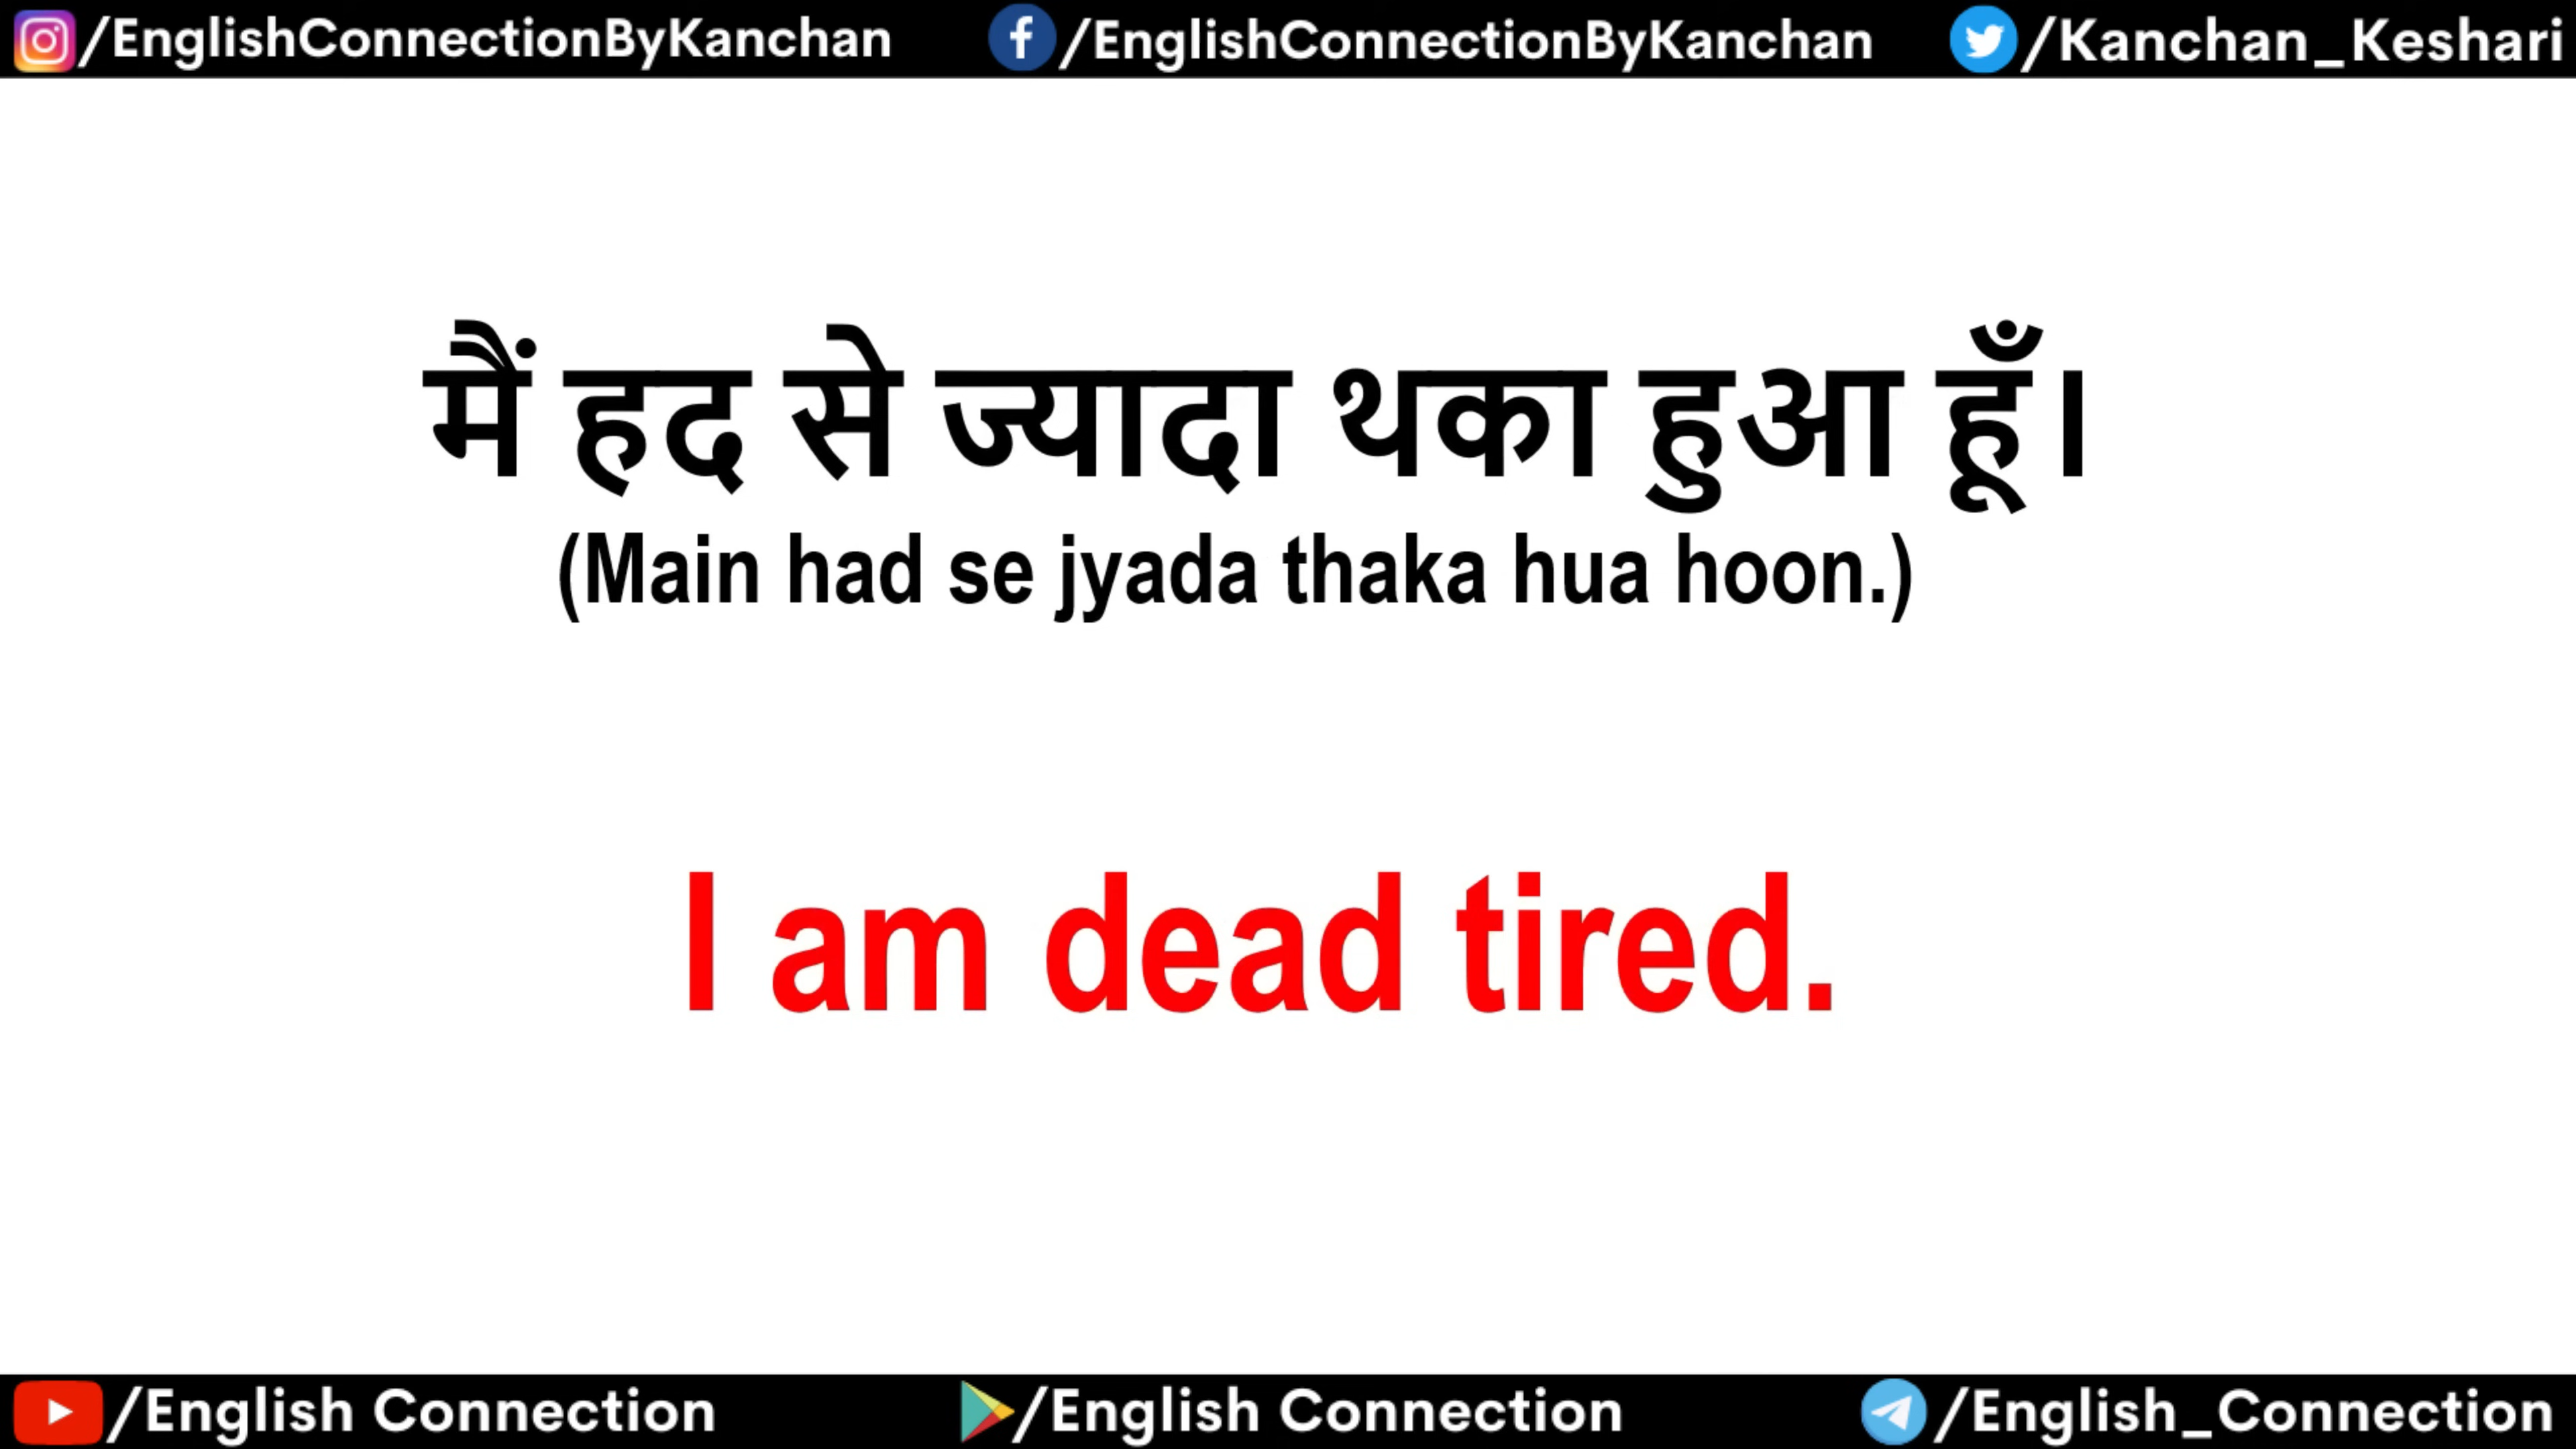 /EnglishConnectionByKanchan /EnglishConnectionByKanchan /Kanchan_Keshari
मैं हद से ज्यादा थका हुआ हूँ।
(Main had se jyada thaka hua hoon.)
I am dead tired.
/English Connection /English Connection /English_Connection